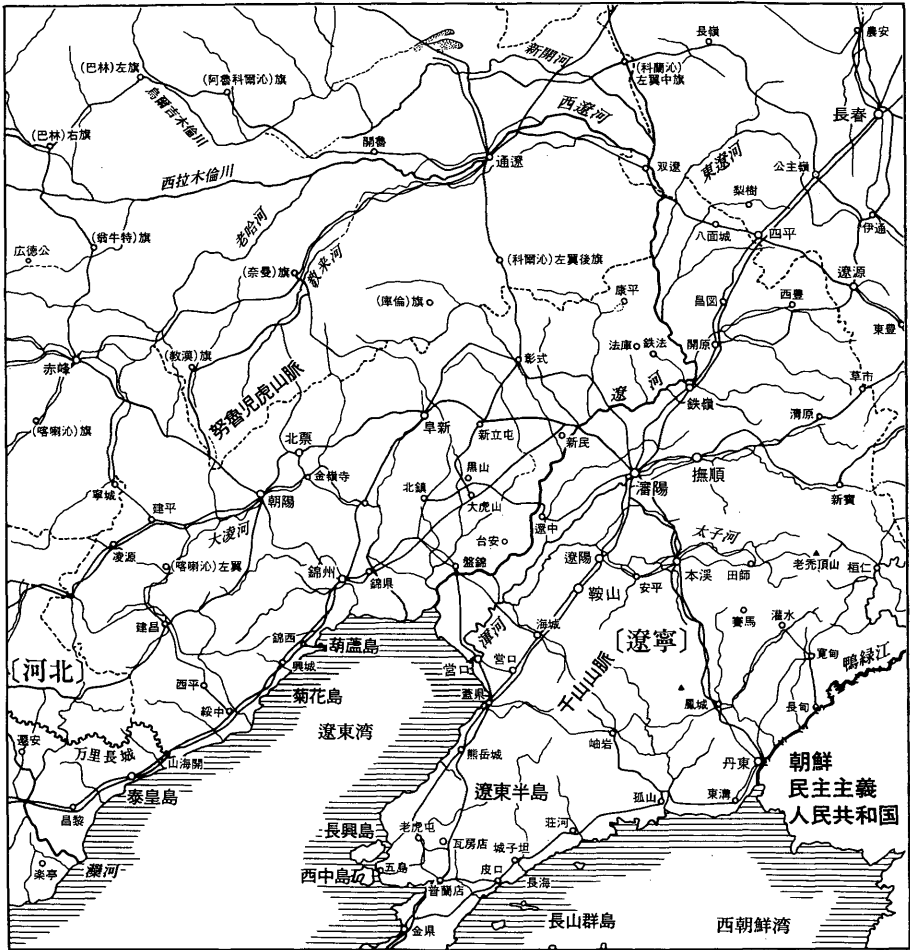 農安
長嶺
新開河
(科蘭沁)
左翼中旗
(巴林)左旗
(阿魯科爾沁)旗
烏爾吉木倫川
西遼河
長春
(巴林)右旗
開魯
通遼
双遼
東遼河
公主嶺
梨樹
西拉木倫川
老哈河
八面城
四平
伊通
広徳公
(翁牛特)旗
(奈曼)旗
教来河
(科爾沁)左翼後旗
遼源
(庫倫)旗
康平
昌図
西豊
東豊
法庫
鉄法
開原
赤峰
(敖漢)旗
彰式
草市
努魯児虎山脈
遼河
鉄嶺
(喀喇沁)旗
阜新
新立屯
新民
清原
北票
黒山
瀋陽
撫順
金嶺寺
寧城
朝陽
北鎮
大虎山
新賓
建平
遼中
大凌河
台安
太子河
凌源
(喀喇沁)左翼
錦州
錦県
盤錦
遼陽
安平
本渓
田師
老禿頂山
桓仁
鞍山
建昌
錦西
葫蘆島
渾河
海城
〔遼寧〕
賽馬
灌水
〔河北〕
興城
営口
営口
寛甸
鴨緑江
西平
菊花島
蓋県
千山山脈
綏中
鳳城
長甸
遼東湾
岫岩
遷安
万里長城
山海関
熊岳城
丹東
朝鮮
民主主義
人民共和国
秦皇島
遼東半島
孤山
東溝
昌黎
長興島
老虎屯
瓦房店
城子坦
荘河
楽亭
灤河
西中島
五島
普蘭店
皮口
長海
長山群島
西朝鮮湾
金県